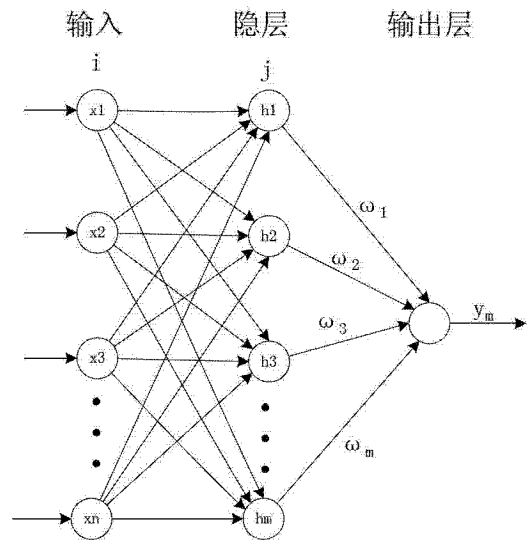 输入 隐层 输出层
i j
x1 h1
ω1
x2 h2
ω2
ω3
ym
x3 h3
ωm
xn hm